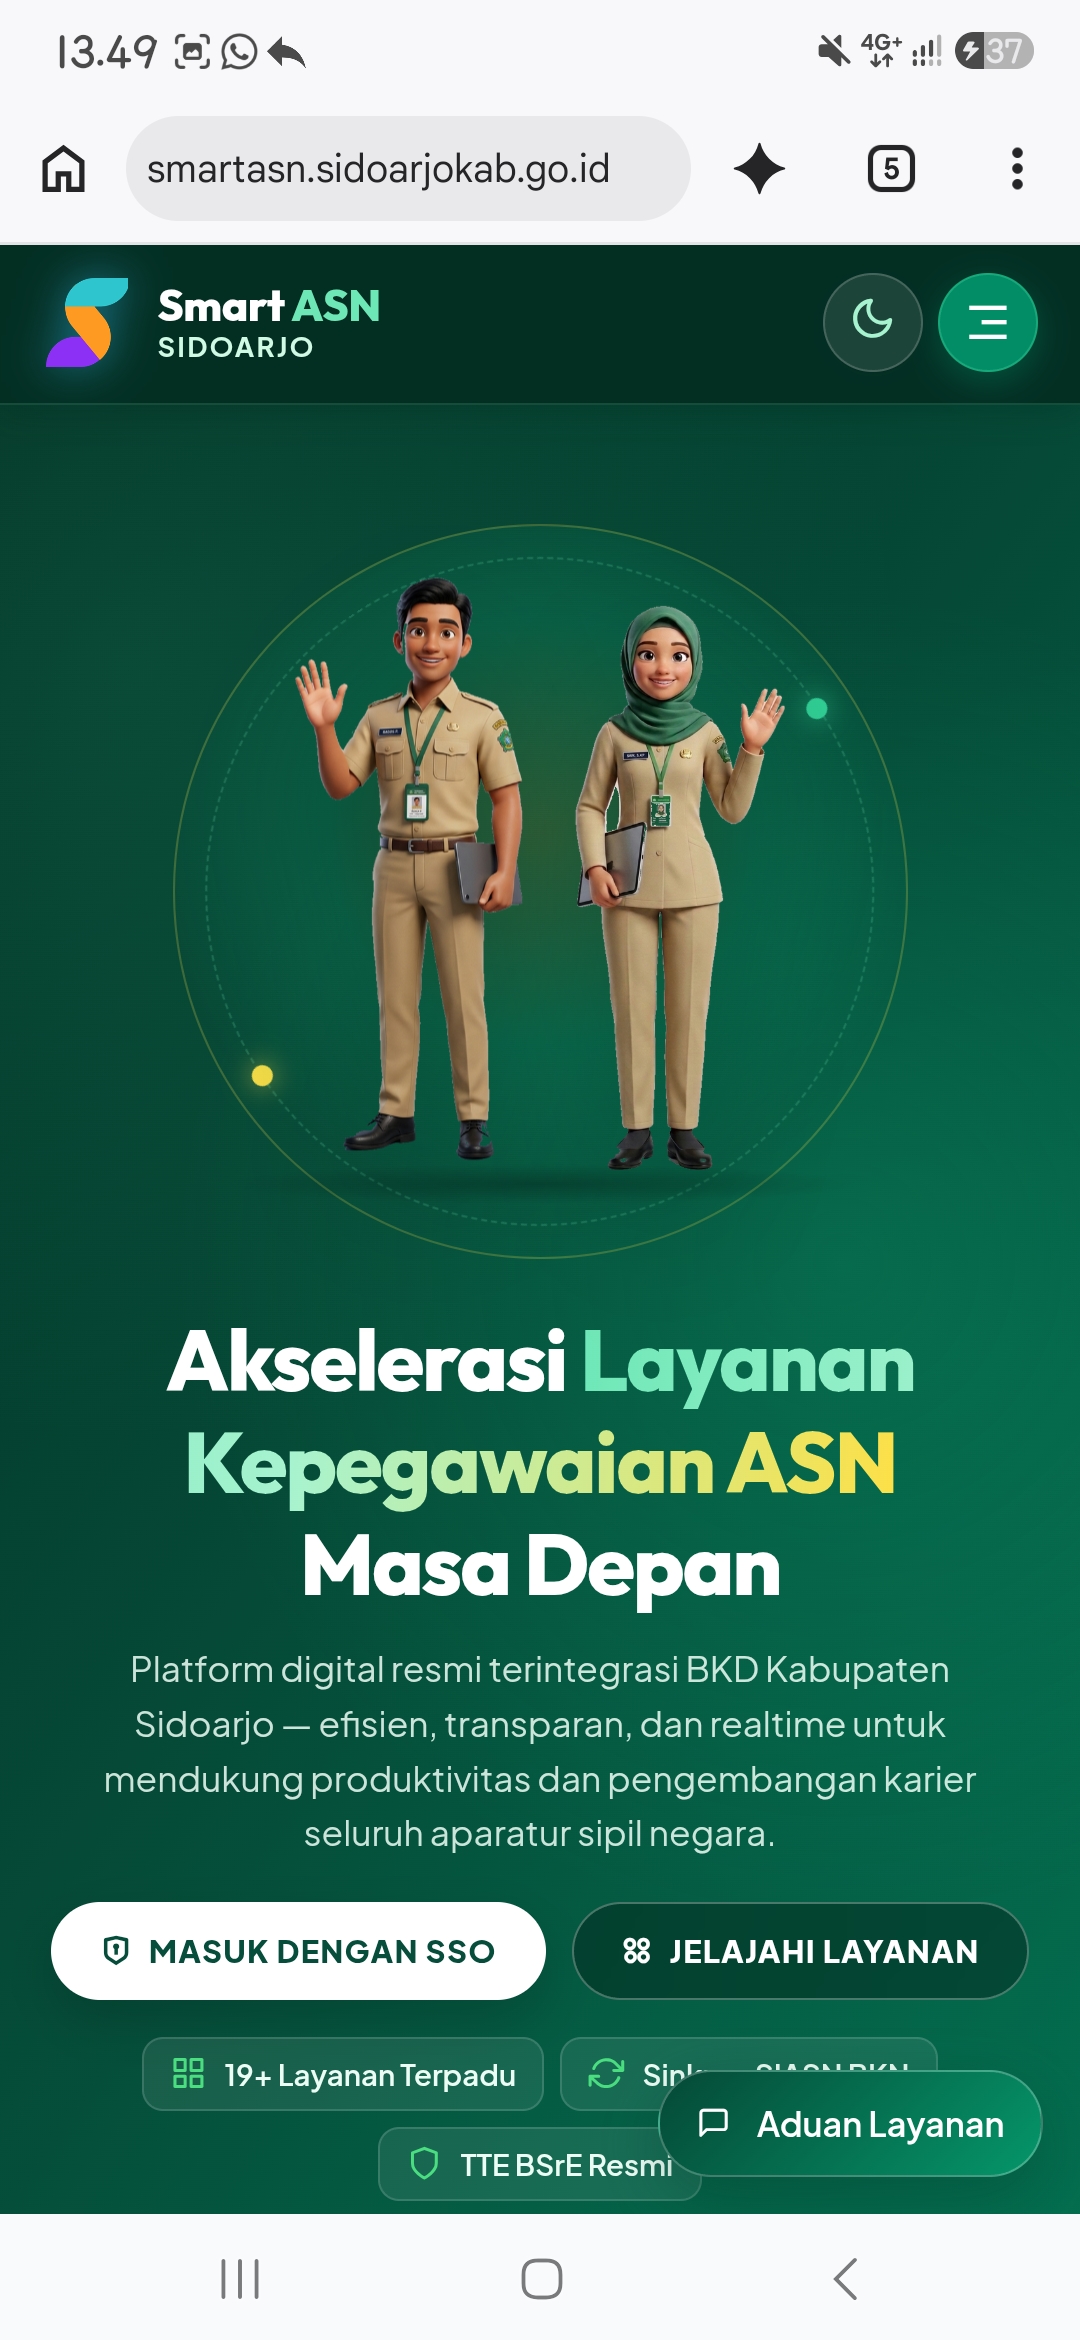 13.49
4G+
37
smartasn.sidoarjokab.go.id
5
Smart ASN
SIDOARJO
Akselerasi Layanan
Kepegawaian ASN
Masa Depan
Platform digital resmi terintegrasi BKD Kabupaten
Sidoarjo — efisien, transparan, dan realtime untuk
mendukung produktivitas dan pengembangan karier
seluruh aparatur sipil negara.
MASUK DENGAN SSO
JELAJAHI LAYANAN
19+ Layanan Terpadu
SIASN BKN
Aduan Layanan
TTE BSrE Resmi